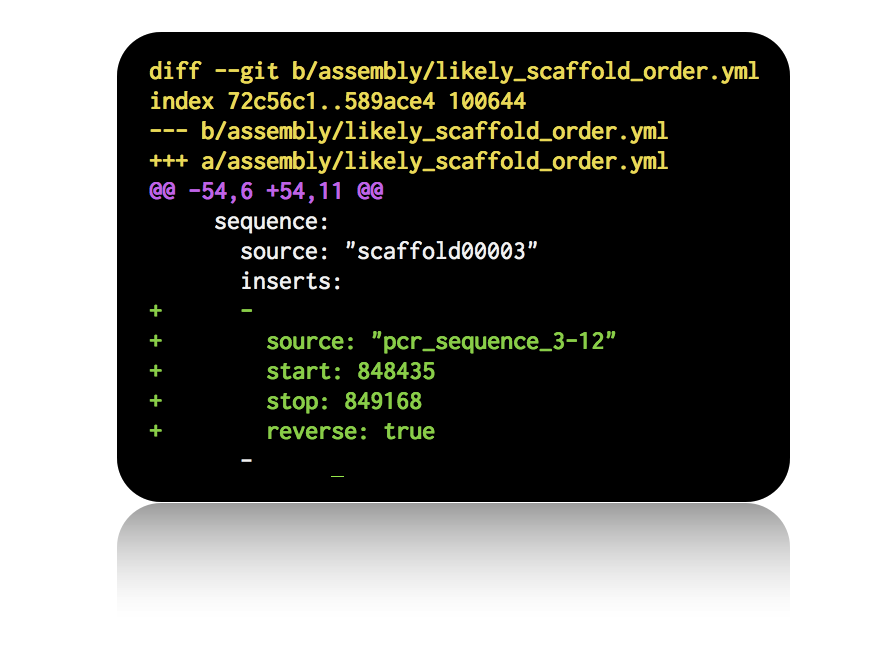 diff --git b/assembly/likely_scaffold_order.yml
index 72c56c1..589ace4 100644
--- b/assembly/likely_scaffold_order.yml
+++ a/assembly/likely_scaffold_order.yml
@@ -54,6 +54,11 @@
     sequence:
       source: "scaffold00003"
       inserts:
+      -
+        source: "pcr_sequence_3-12"
+        start: 848435
+        stop: 849168
+        reverse: true
       -